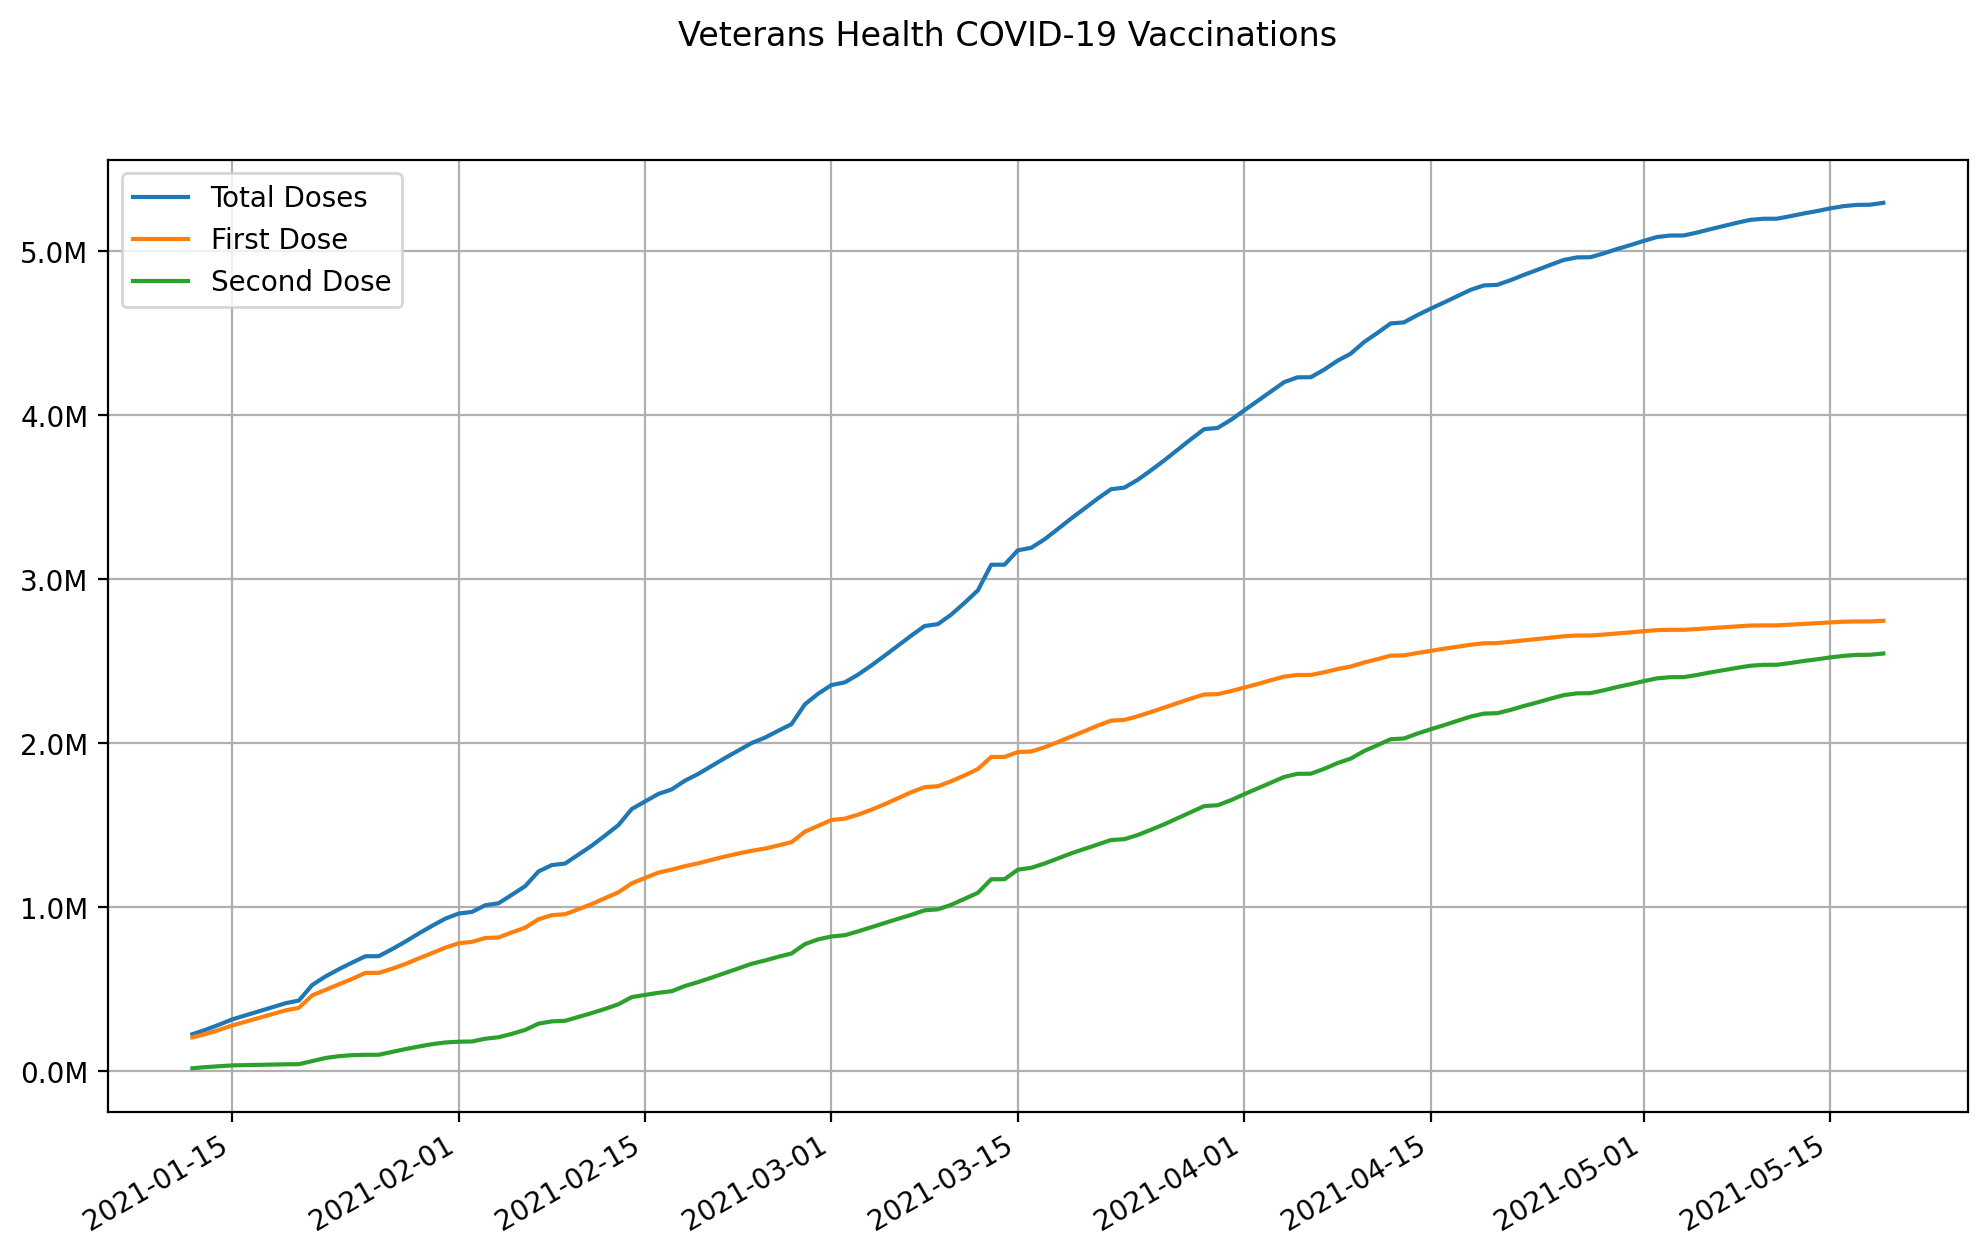 Veterans Health COVID-19 Vaccinations
Total Doses
First Dose
Second Dose
5.0M
4.0M
3.0M
2.0M
1.0M
0.0M
2021-01-15
2021-02-01
2021-02-15
2021-03-01
2021-03-15
2021-04-01
2021-04-15
2021-05-01
2021-05-15